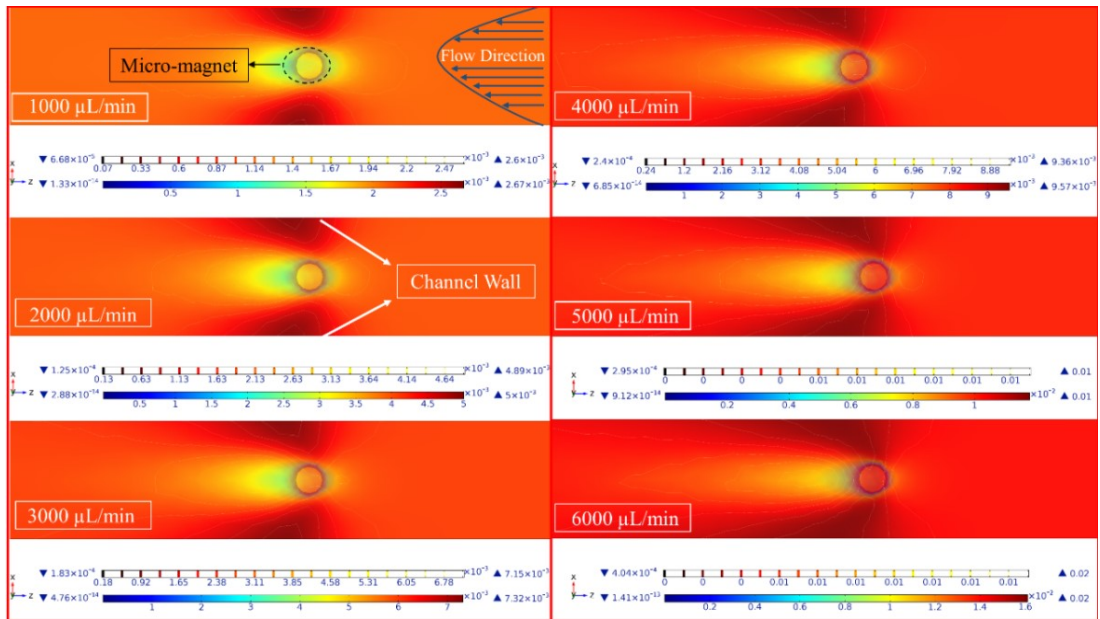 Micro-magnet
Flow Direction
1000 µL/min
x
y z
▼ 6.68×10⁻⁵
0.07 0.33 0.6 0.87 1.14 1.4 1.67 1.94 2.2 2.47
×10⁻³
▲ 2.6×10⁻³
▼ 1.33×10⁻¹⁴
0.5 1 1.5 2 2.5
×10⁻³
▲ 2.67×10⁻³
Channel Wall
2000 µL/min
x
y z
▼ 1.25×10⁻⁴
0.13 0.63 1.13 1.63 2.13 2.63 3.13 3.64 4.14 4.64
×10⁻³
▲ 4.89×10⁻³
▼ 2.88×10⁻¹⁴
0.5 1 1.5 2 2.5 3 3.5 4 4.5 5
×10⁻³
▲ 5×10⁻³
3000 µL/min
x
y z
▼ 1.83×10⁻⁴
0.18 0.92 1.65 2.38 3.11 3.85 4.58 5.31 6.05 6.78
×10⁻³
▲ 7.15×10⁻³
▼ 4.76×10⁻¹⁴
1 2 3 4 5 6 7
×10⁻³
▲ 7.32×10⁻³
4000 µL/min
x
y z
▼ 2.4×10⁻⁴
0.24 1.2 2.16 3.12 4.08 5.04 6 6.96 7.92 8.88
×10⁻³
▲ 9.36×10⁻³
▼ 6.85×10⁻¹⁴
1 2 3 4 5 6 7 8 9
×10⁻³
▲ 9.57×10⁻³
5000 µL/min
x
y z
▼ 2.95×10⁻⁴
0 0 0 0 0.01 0.01 0.01 0.01 0.01 0.01
▲ 0.01
▼ 9.12×10⁻¹⁴
0.2 0.4 0.6 0.8 1
×10⁻²
▲ 0.01
6000 µL/min
x
y z
▼ 4.04×10⁻⁴
0 0 0 0.01 0.01 0.01 0.01 0.01 0.01 0.01
▲ 0.02
▼ 1.41×10⁻¹³
0.2 0.4 0.6 0.8 1 1.2 1.4 1.6
×10⁻²
▲ 0.02